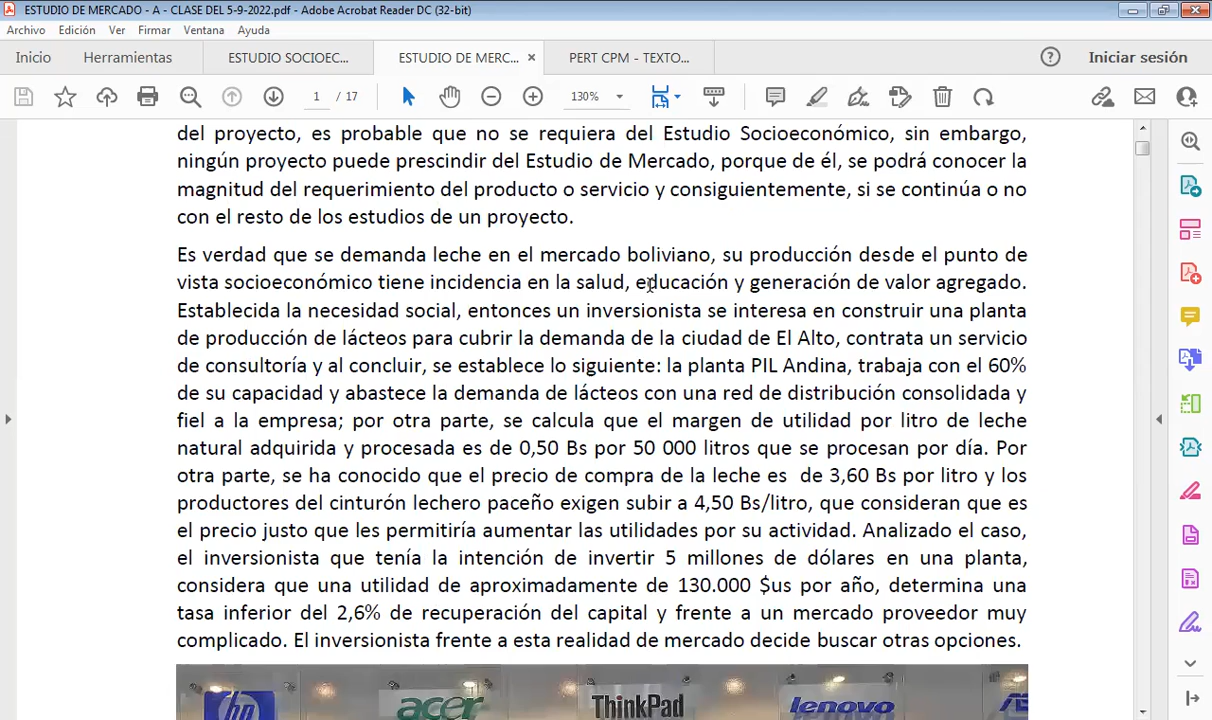 ESTUDIO DE MERCADO - A - CLASE DEL 5-9-2022.pdf - Adobe Acrobat Reader DC (32-bit)
Archivo Edición Ver Firmar Ventana Ayuda
Inicio Herramientas ESTUDIO SOCIOEC... ESTUDIO DE MERC... × PERT CPM - TEXTO... Iniciar sesión
1 / 17 130%
del proyecto, es probable que no se requiera del Estudio Socioeconómico, sin embargo,
ningún proyecto puede prescindir del Estudio de Mercado, porque de él, se podrá conocer la
magnitud del requerimiento del producto o servicio y consiguientemente, si se continúa o no
con el resto de los estudios de un proyecto.
Es verdad que se demanda leche en el mercado boliviano, su producción desde el punto de
vista socioeconómico tiene incidencia en la salud, educación y generación de valor agregado.
Establecida la necesidad social, entonces un inversionista se interesa en construir una planta
de producción de lácteos para cubrir la demanda de la ciudad de El Alto, contrata un servicio
de consultoría y al concluir, se establece lo siguiente: la planta PIL Andina, trabaja con el 60%
de su capacidad y abastece la demanda de lácteos con una red de distribución consolidada y
fiel a la empresa; por otra parte, se calcula que el margen de utilidad por litro de leche
natural adquirida y procesada es de 0,50 Bs por 50 000 litros que se procesan por día. Por
otra parte, se ha conocido que el precio de compra de la leche es de 3,60 Bs por litro y los
productores del cinturón lechero paceño exigen subir a 4,50 Bs/litro, que consideran que es
el precio justo que les permitiría aumentar las utilidades por su actividad. Analizado el caso,
el inversionista que tenía la intención de invertir 5 millones de dólares en una planta,
considera que una utilidad de aproximadamente de 130.000 $us por año, determina una
tasa inferior del 2,6% de recuperación del capital y frente a un mercado proveedor muy
complicado. El inversionista frente a esta realidad de mercado decide buscar otras opciones.
hp acer ThinkPad lenovo